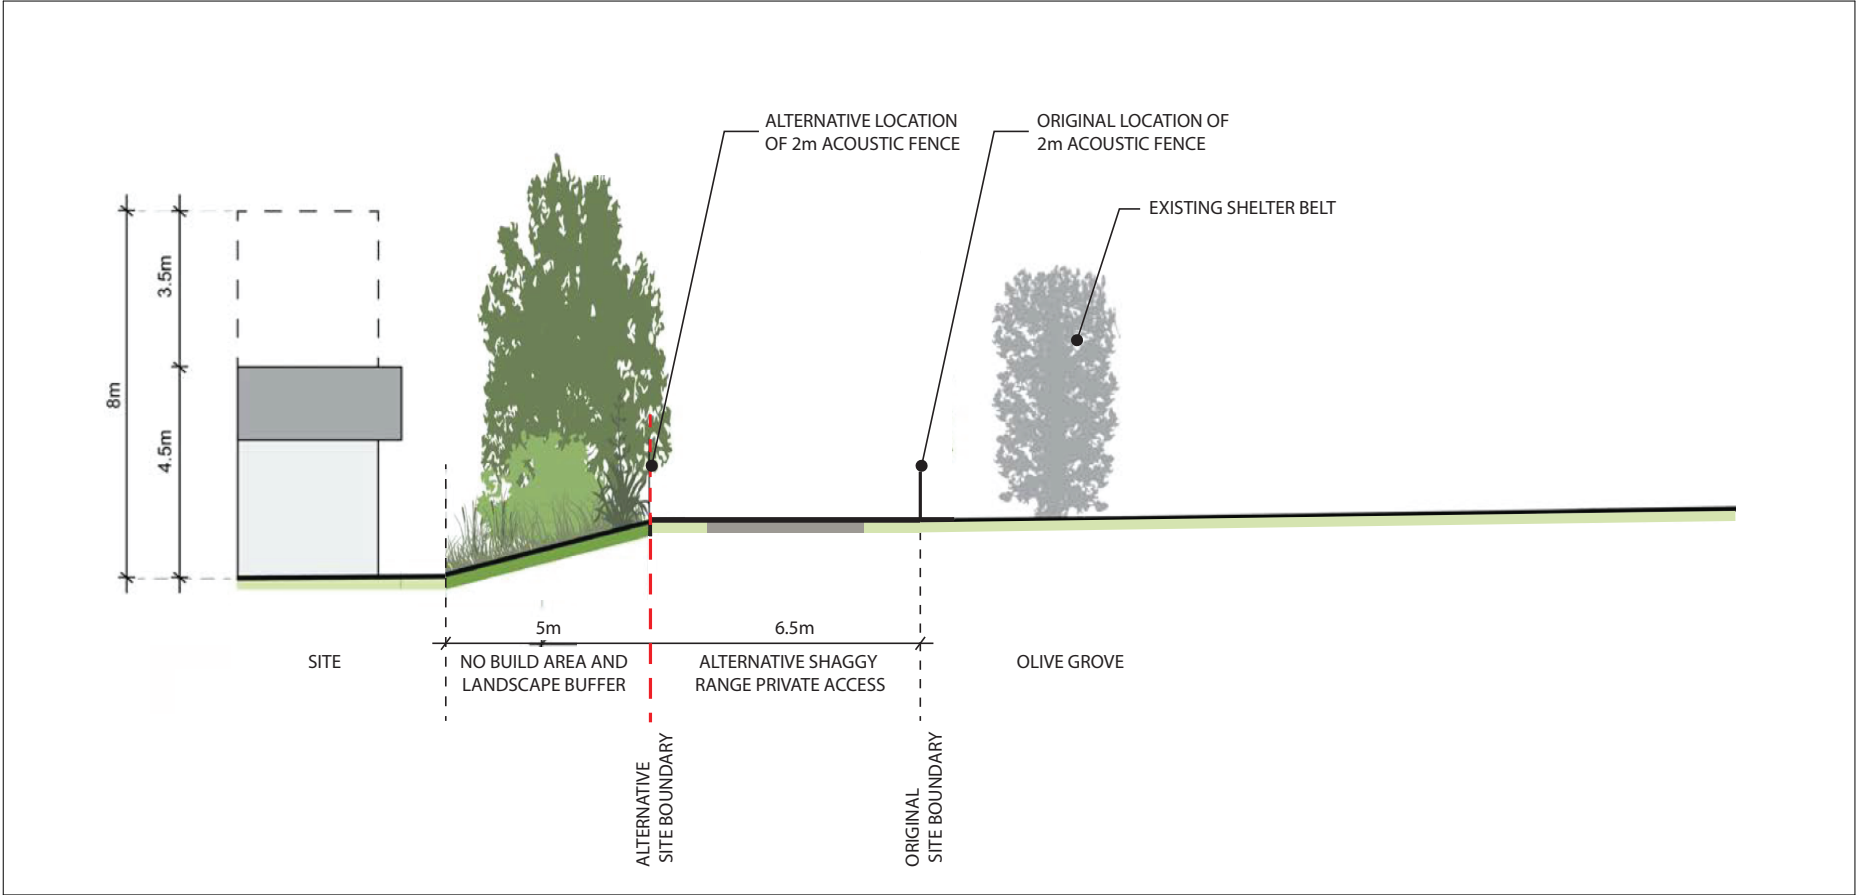 ALTERNATIVE LOCATION
OF 2m ACOUSTIC FENCE
ORIGINAL LOCATION OF
2m ACOUSTIC FENCE
EXISTING SHELTER BELT
3.5m
8m
4.5m
5m
6.5m
SITE
NO BUILD AREA AND
LANDSCAPE BUFFER
ALTERNATIVE SHAGGY
RANGE PRIVATE ACCESS
OLIVE GROVE
ALTERNATIVE
SITE BOUNDARY
ORIGINAL
SITE BOUNDARY